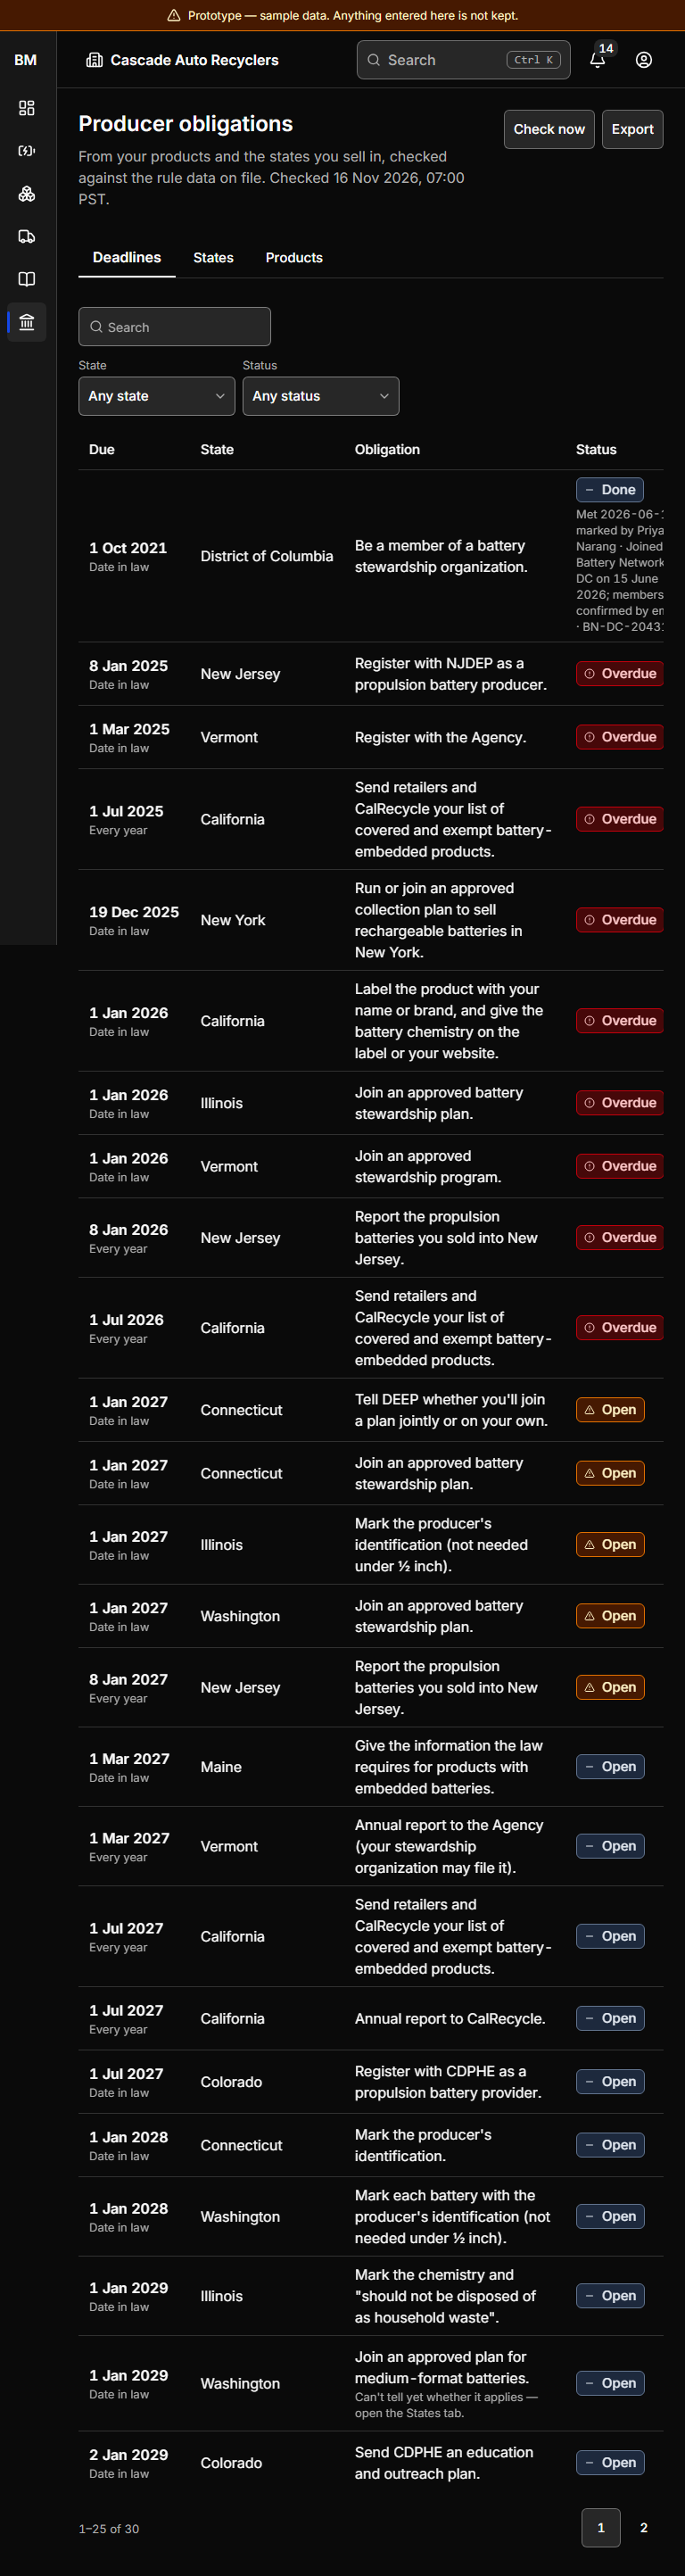 Prototype — sample data. Anything entered here is not kept.
BM
Cascade Auto Recyclers
Search
Ctrl K
14
Producer obligations
Check now
Export
From your products and the states you sell in, checked
against the rule data on file. Checked 16 Nov 2026, 07:00
PST.
Deadlines
States
Products
Search
State
Status
Any state
Any status
Due
State
Obligation
Status
1 Oct 2021
Date in law
District of Columbia
Be a member of a battery
stewardship organization.
Done
Met 2026-06-1
marked by Priya
Narang · Joined
Battery Network
DC on 15 June
2026; members
confirmed by em
· BN-DC-2043
8 Jan 2025
Date in law
New Jersey
Register with NJDEP as a
propulsion battery producer.
Overdue
1 Mar 2025
Date in law
Vermont
Register with the Agency.
Overdue
1 Jul 2025
Every year
California
Send retailers and
CalRecycle your list of
covered and exempt battery-
embedded products.
Overdue
19 Dec 2025
Date in law
New York
Run or join an approved
collection plan to sell
rechargeable batteries in
New York.
Overdue
1 Jan 2026
Date in law
California
Label the product with your
name or brand, and give the
battery chemistry on the
label or your website.
Overdue
1 Jan 2026
Date in law
Illinois
Join an approved battery
stewardship plan.
Overdue
1 Jan 2026
Date in law
Vermont
Join an approved
stewardship program.
Overdue
8 Jan 2026
Every year
New Jersey
Report the propulsion
batteries you sold into New
Jersey.
Overdue
1 Jul 2026
Every year
California
Send retailers and
CalRecycle your list of
covered and exempt battery-
embedded products.
Overdue
1 Jan 2027
Date in law
Connecticut
Tell DEEP whether you'll join
a plan jointly or on your own.
Open
1 Jan 2027
Date in law
Connecticut
Join an approved battery
stewardship plan.
Open
1 Jan 2027
Date in law
Illinois
Mark the producer's
identification (not needed
under ½ inch).
Open
1 Jan 2027
Date in law
Washington
Join an approved battery
stewardship plan.
Open
8 Jan 2027
Every year
New Jersey
Report the propulsion
batteries you sold into New
Jersey.
Open
1 Mar 2027
Date in law
Maine
Give the information the law
requires for products with
embedded batteries.
Open
1 Mar 2027
Every year
Vermont
Annual report to the Agency
(your stewardship
organization may file it).
Open
1 Jul 2027
Every year
California
Send retailers and
CalRecycle your list of
covered and exempt battery-
embedded products.
Open
1 Jul 2027
Every year
California
Annual report to CalRecycle.
Open
1 Jul 2027
Date in law
Colorado
Register with CDPHE as a
propulsion battery provider.
Open
1 Jan 2028
Date in law
Connecticut
Mark the producer's
identification.
Open
1 Jan 2028
Date in law
Washington
Mark each battery with the
producer's identification (not
needed under ½ inch).
Open
1 Jan 2029
Date in law
Illinois
Mark the chemistry and
"should not be disposed of
as household waste".
Open
1 Jan 2029
Date in law
Washington
Join an approved plan for
medium-format batteries.
Can't tell yet whether it applies —
open the States tab.
Open
2 Jan 2029
Date in law
Colorado
Send CDPHE an education
and outreach plan.
Open
1–25 of 30
1
2